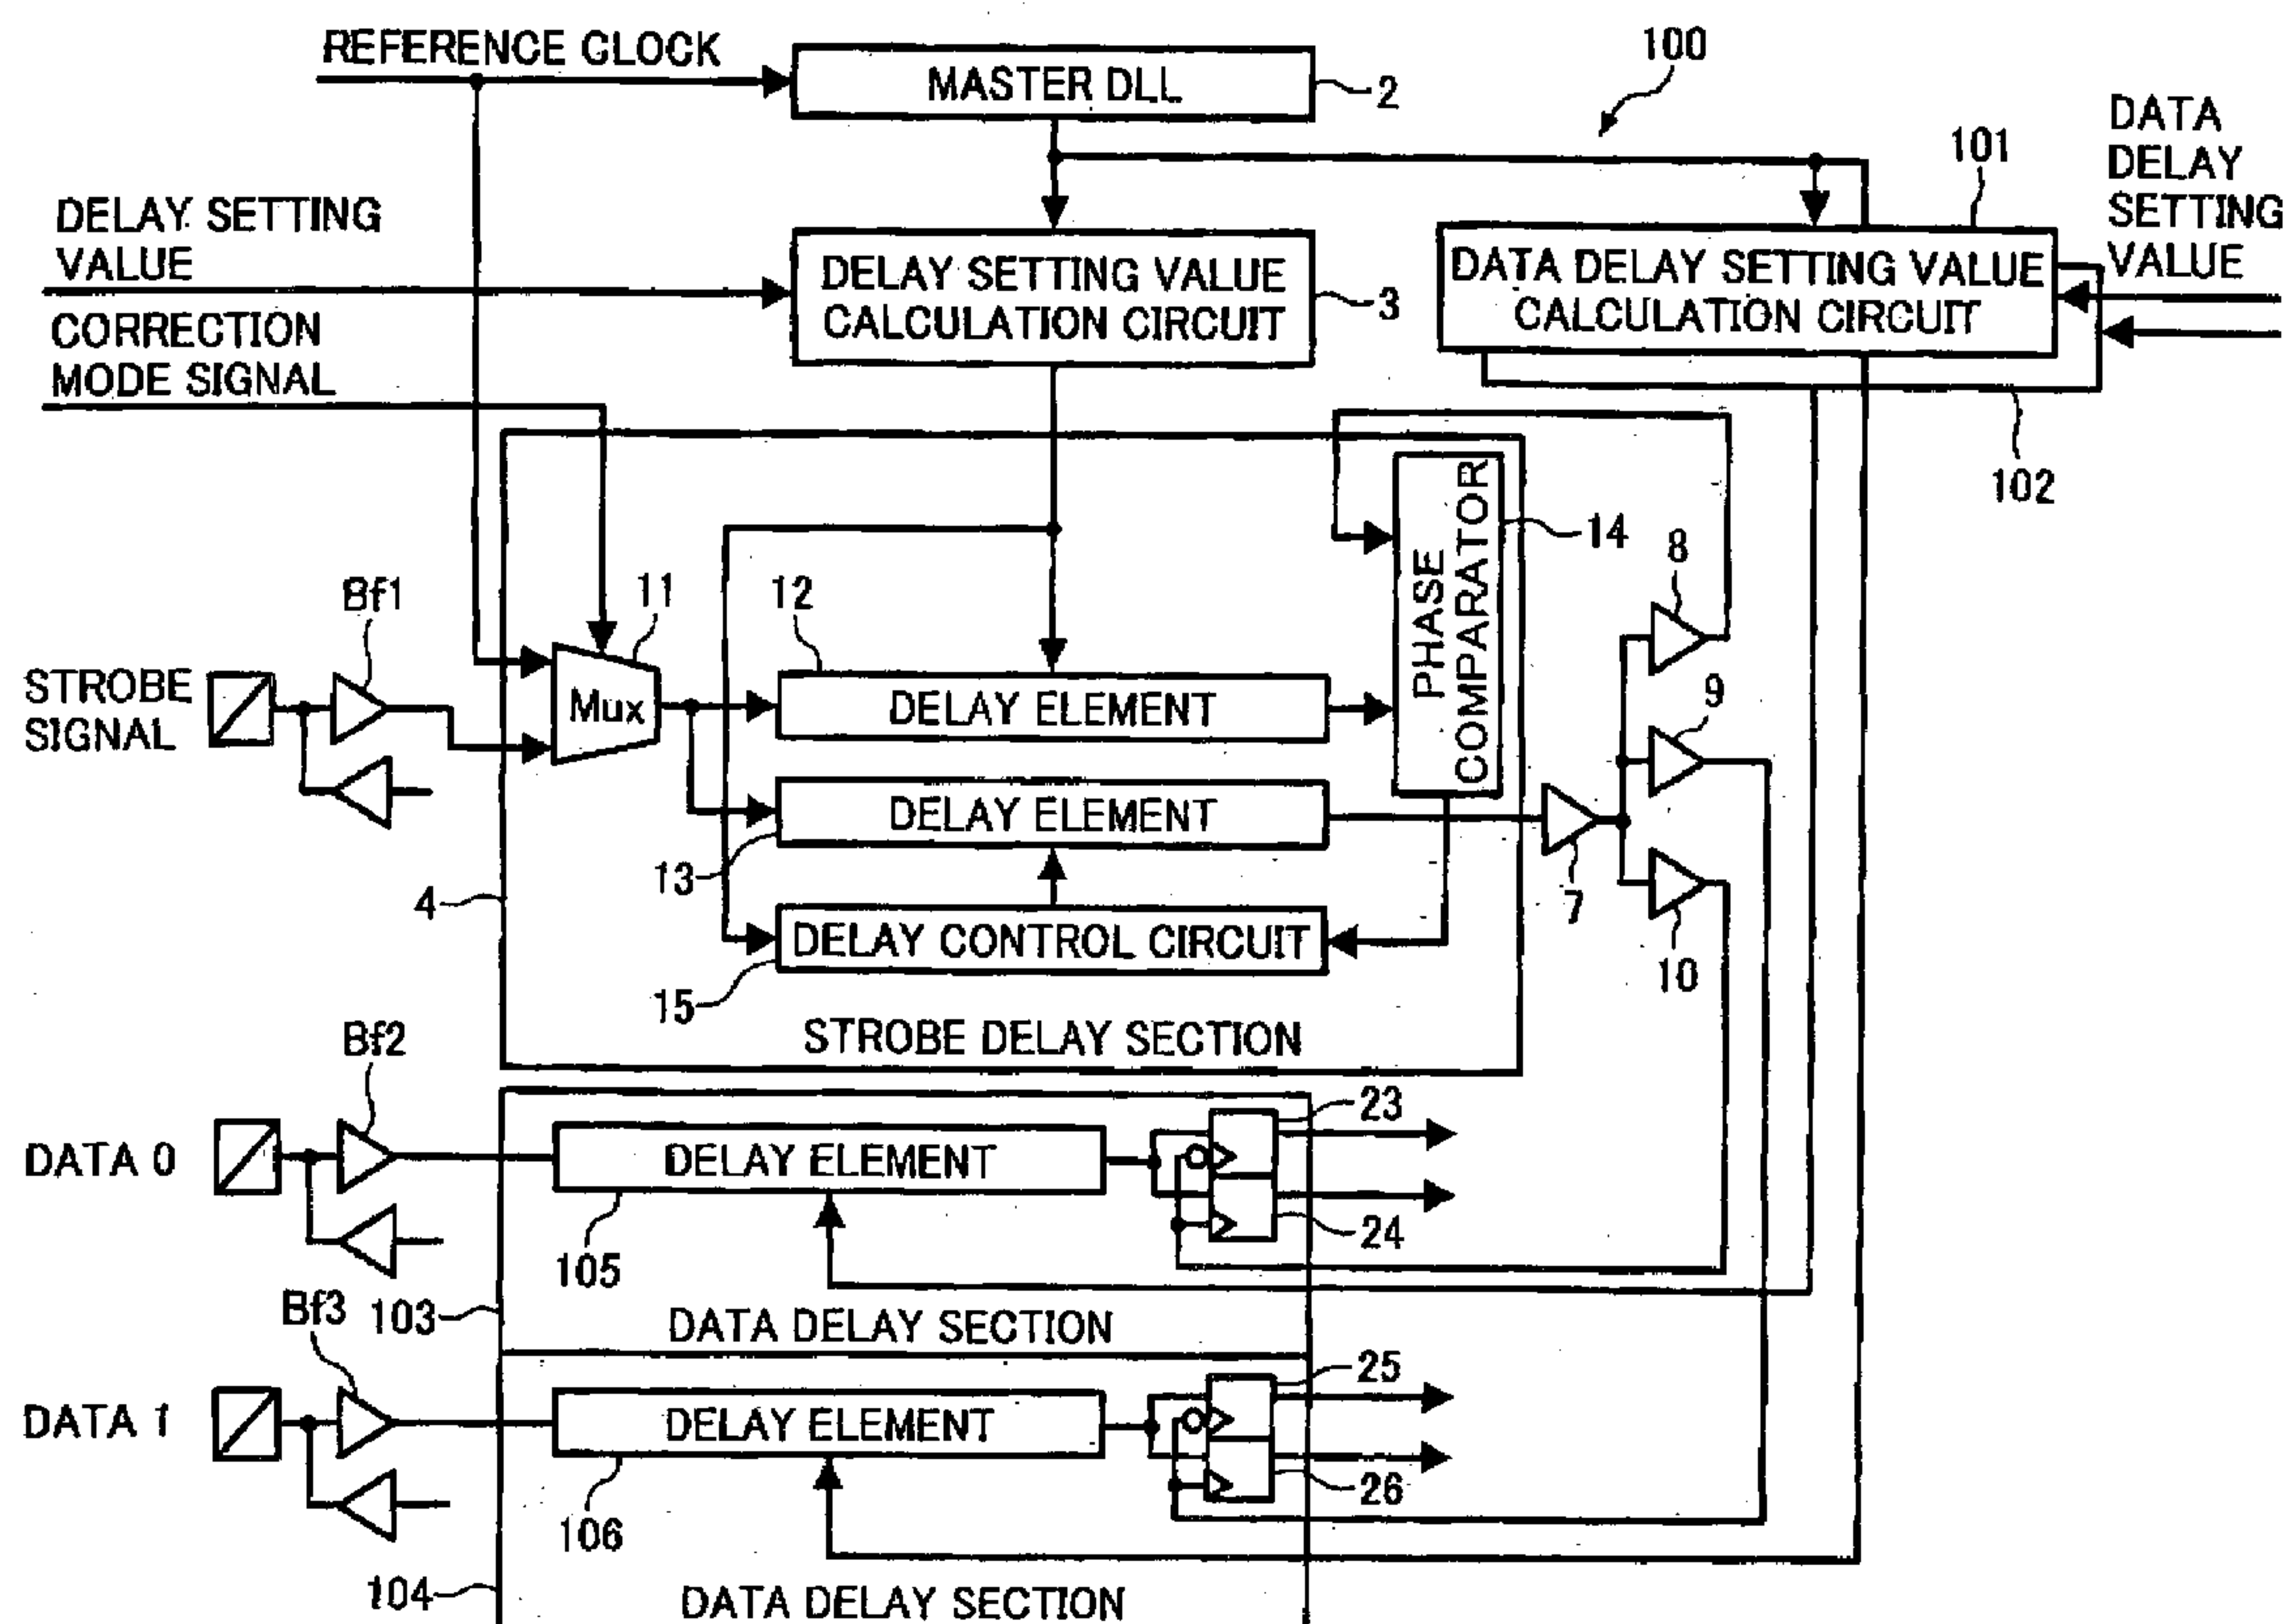 REFERENCE CLOCK
MASTER DLL
2
100
DATA
DELAY
SETTING
VALUE
101
DELAY SETTING
VALUE
DELAY SETTING VALUE
CALCULATION CIRCUIT
3
DATA DELAY SETTING VALUE
CALCULATION CIRCUIT
CORRECTION
MODE SIGNAL
102
PHASE
COMPARATOR
14
8
Bf1
11
12
STROBE
SIGNAL
Mux
DELAY ELEMENT
9
DELAY ELEMENT
13
7
4
DELAY CONTROL CIRCUIT
10
15
STROBE DELAY SECTION
Bf2
23
DATA 0
DELAY ELEMENT
24
105
Bf3
103
DATA DELAY SECTION
25
DATA 1
DELAY ELEMENT
26
106
104
DATA DELAY SECTION